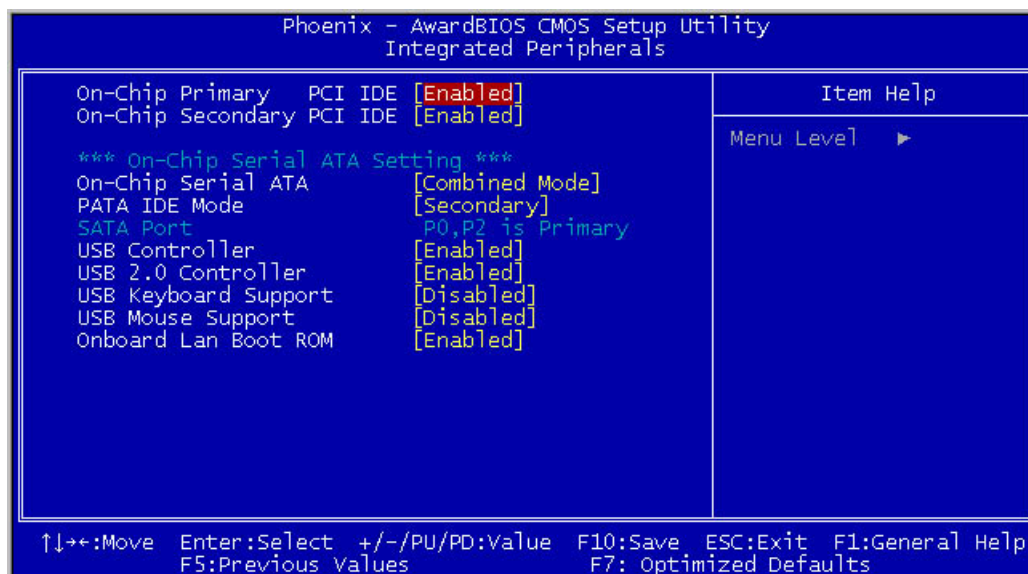 Phoenix - AwardBIOS CMOS Setup Utility
Integrated Peripherals
On-Chip Primary PCI IDE [Enabled]
On-Chip Secondary PCI IDE [Enabled]
*** On-Chip Serial ATA Setting ***
On-Chip Serial ATA [Combined Mode]
PATA IDE Mode [Secondary]
SATA Port P0,P2 is Primary
USB Controller [Enabled]
USB 2.0 Controller [Enabled]
USB Keyboard Support [Disabled]
USB Mouse Support [Disabled]
Onboard Lan Boot ROM [Enabled]
Item Help
Menu Level ►
↑↓→←:Move Enter:Select +/-/PU/PD:Value F10:Save ESC:Exit F1:General Help
F5:Previous Values F7: Optimized Defaults